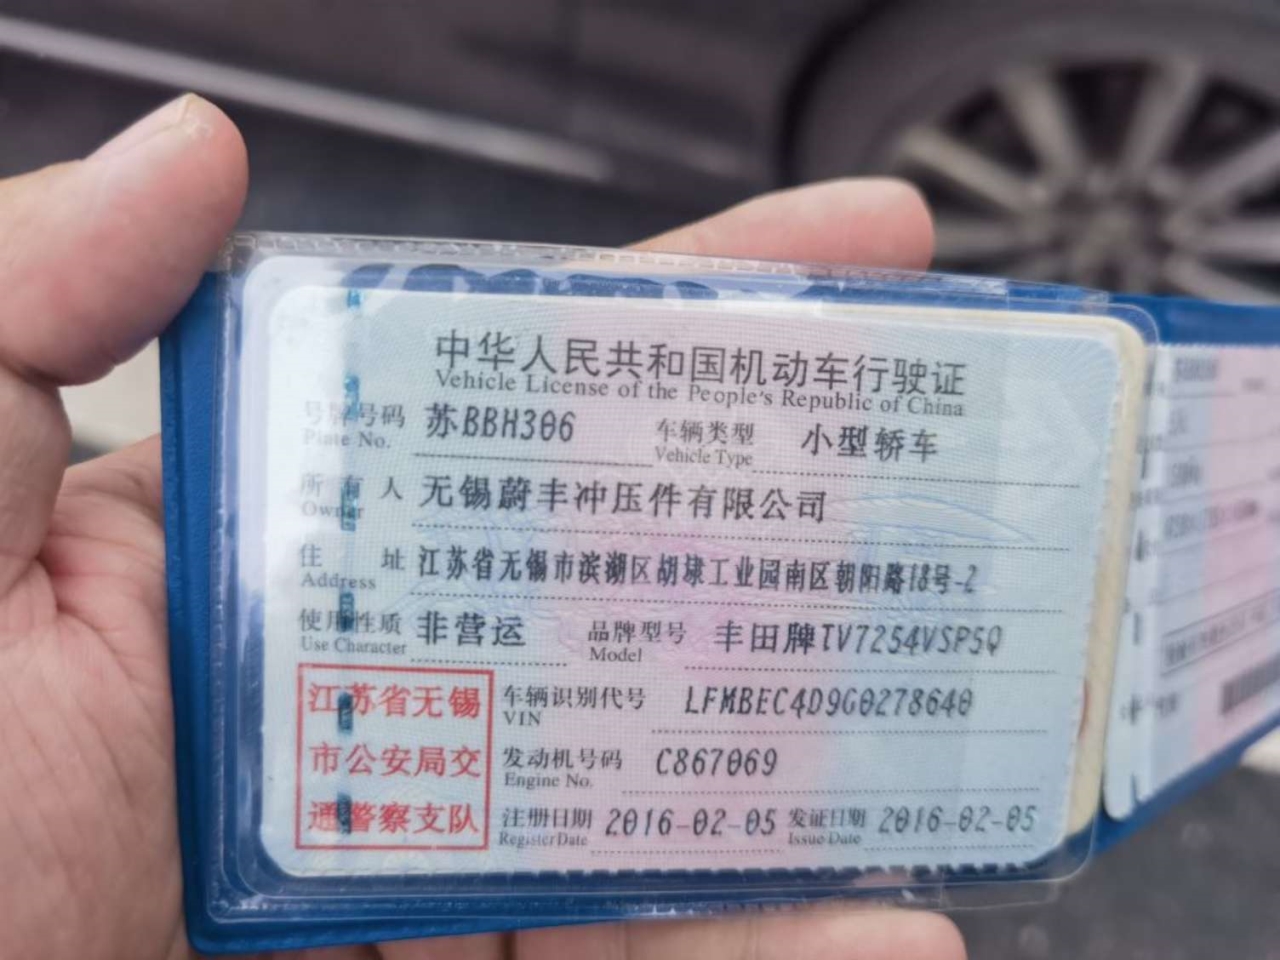 中华人民共和国机动车行驶证
Vehicle License of the People's Republic of China
号牌号码 苏BBH306 车辆类型 小型轿车
Plate No. Vehicle Type
所有人 无锡蔚丰冲压件有限公司
Owner
住址 江苏省无锡市滨湖区胡埭工业园南区朝阳路18号-2
Address
使用性质 非营运 品牌型号 丰田牌TV7254VSP5Q
Use Character Model
江苏省无锡 车辆识别代号 LFMBEC4D9G0278640
VIN
市公安局交 发动机号码 C867069
Engine No.
通警察支队 注册日期 2016-02-05 发证日期 2016-02-05
Register Date Issue Date